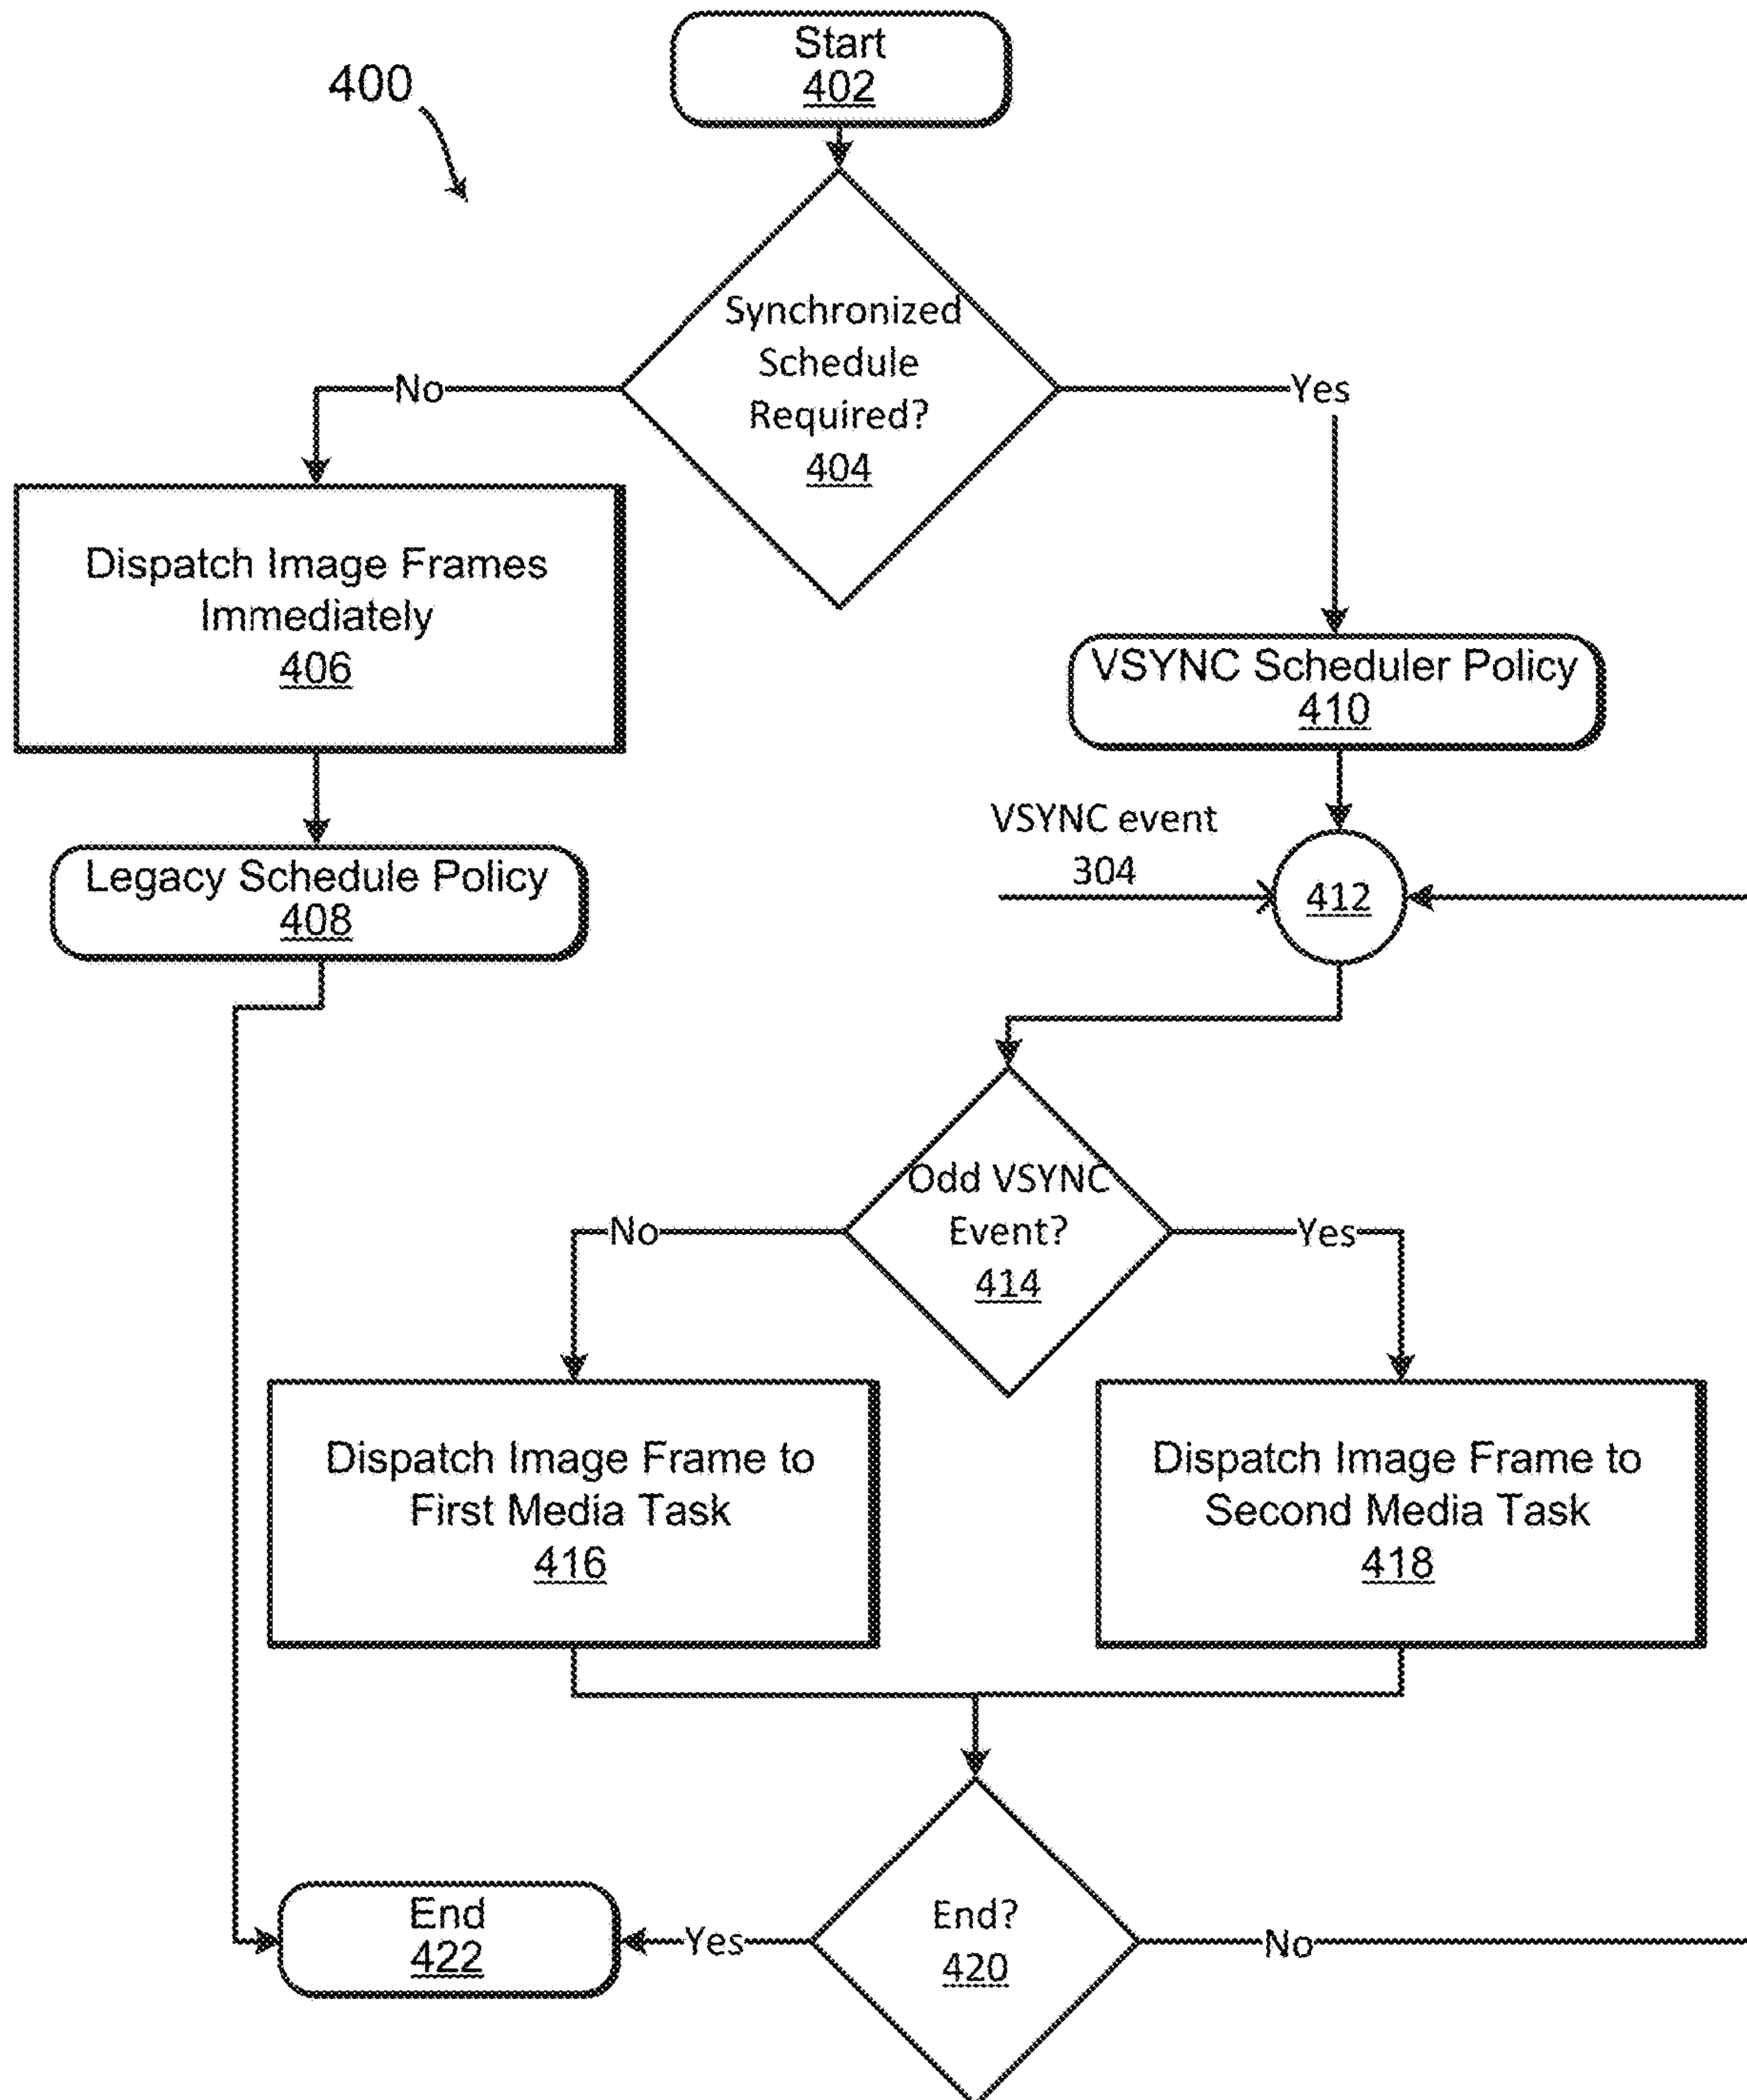 400
Start
402
Synchronized
Schedule
Required?
404
No
Yes
Dispatch Image Frames
Immediately
406
VSYNC Scheduler Policy
410
Legacy Schedule Policy
408
VSYNC event
304
412
Odd VSYNC
Event?
414
No
Yes
Dispatch Image Frame to
First Media Task
416
Dispatch Image Frame to
Second Media Task
418
End
422
Yes
End?
420
No